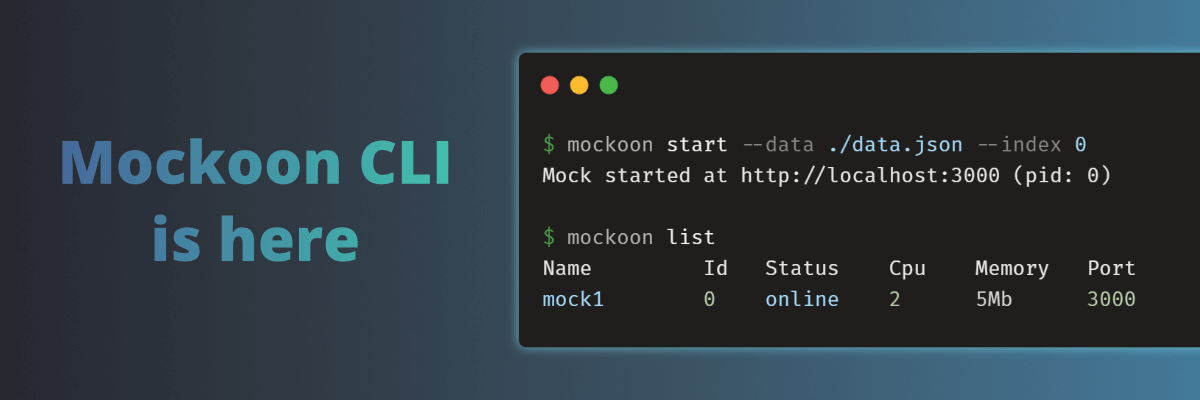 Mockoon CLI
is here
$ mockoon start --data ./data.json --index 0
Mock started at http://localhost:3000 (pid: 0)
$ mockoon list
Name Id Status Cpu Memory Port
mock1 0 online 2 5Mb 3000